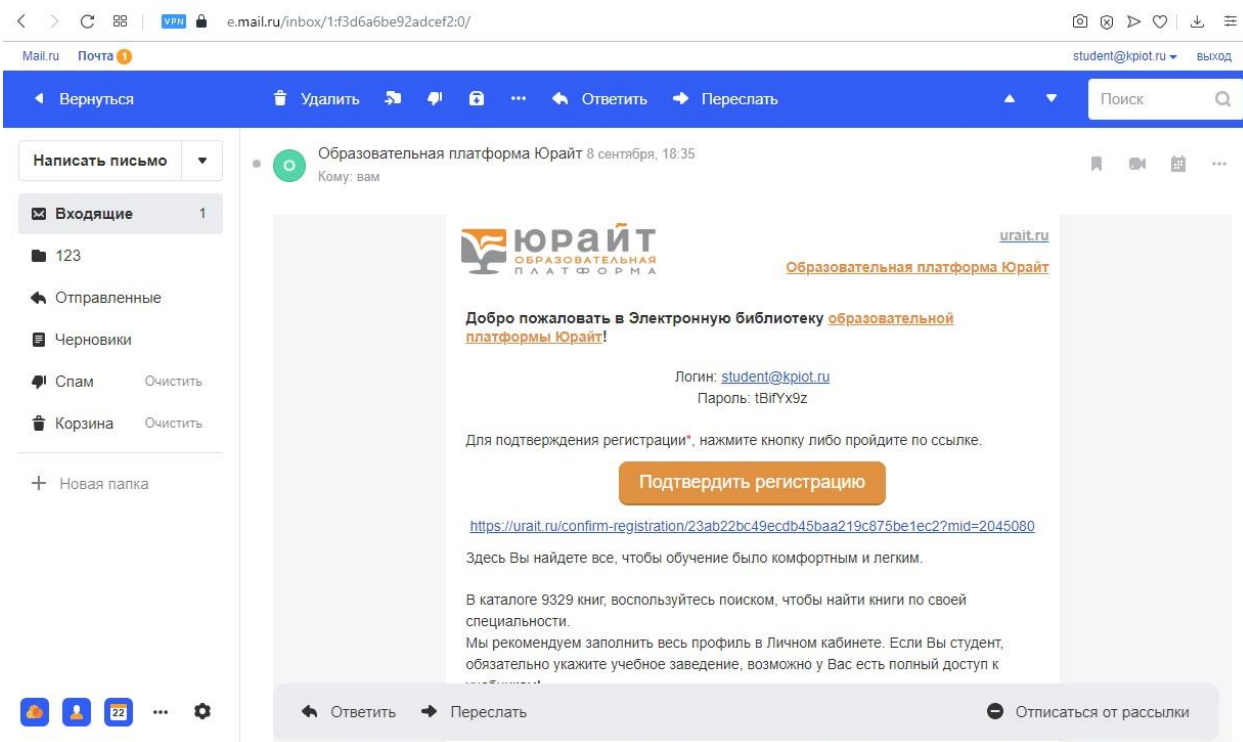 VPN e.mail.ru/inbox/1:f3d6a6be92adcef2:0/
Mail.ru Почта 1 student@kpiot.ru выход
Вернуться Удалить Ответить Переслать Поиск
Написать письмо
Образовательная платформа Юрайт 8 сентября, 18:35
Кому: вам
О
Входящие 1
123
Отправленные
Черновики
Спам Очистить
Корзина Очистить
Новая папка
22
юрайт
ОБРАЗОВАТЕЛЬНАЯ
ПЛАТФОРМА
urait.ru
Образовательная платформа Юрайт
Добро пожаловать в Электронную библиотеку образовательной
платформы Юрайт!
Логин: student@kpiot.ru
Пароль: tBifYx9z
Для подтверждения регистрации*, нажмите кнопку либо пройдите по ссылке.
Подтвердить регистрацию
https://urait.ru/confirm-registration/23ab22bc49ecdb45baa219c875be1ec2?mid=2045080
Здесь Вы найдете все, чтобы обучение было комфортным и легким.
В каталоге 9329 книг, воспользуйтесь поиском, чтобы найти книги по своей
специальности.
Мы рекомендуем заполнить весь профиль в Личном кабинете. Если Вы студент,
обязательно укажите учебное заведение, возможно у Вас есть полный доступ к
Ответить Переслать Отписаться от рассылки